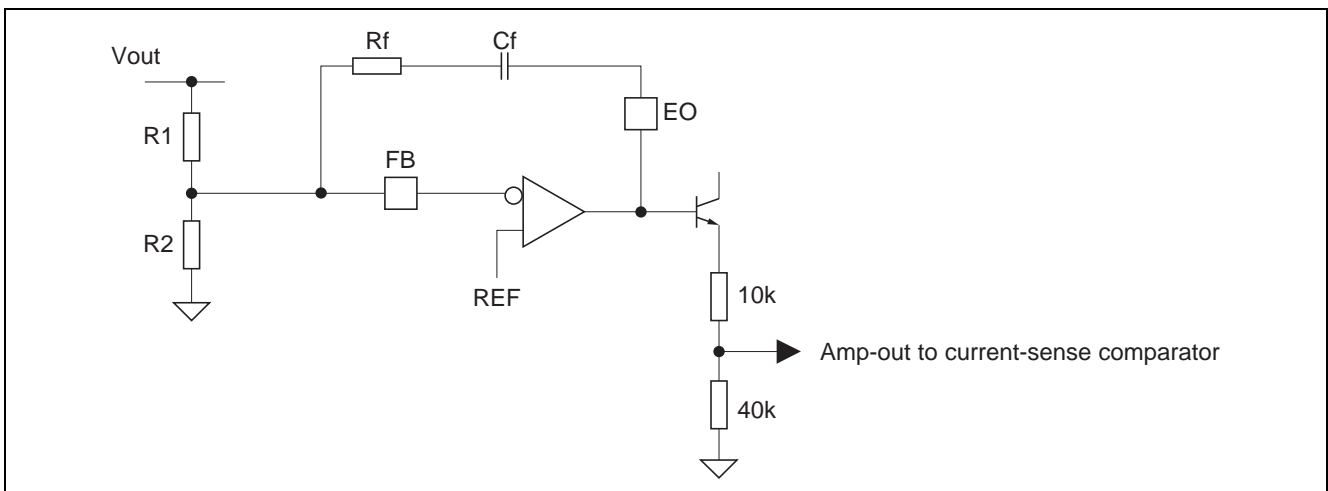 Rf
Cf
Vout
EO
R1
FB
R2
REF
10k
Amp-out to current-sense comparator
40k